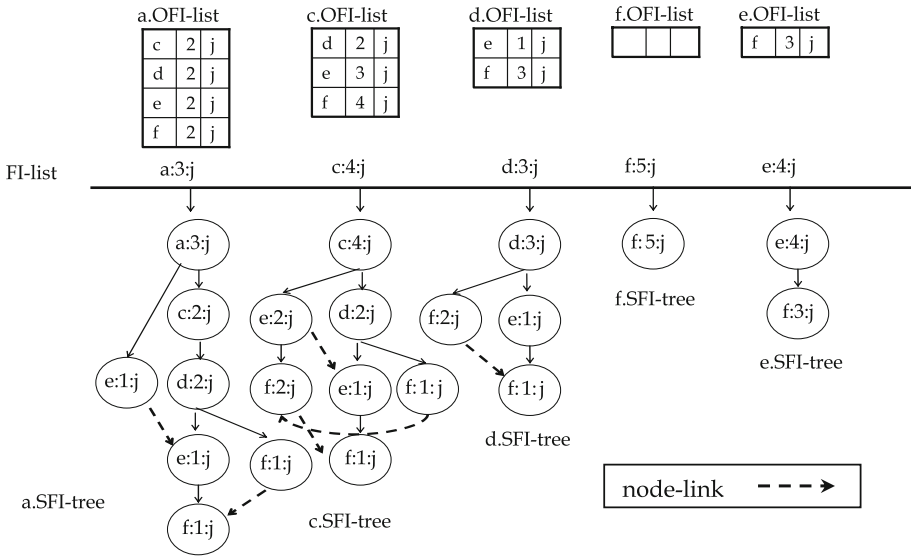 a.OFI-list c.OFI-list d.OFI-list f.OFI-list e.OFI-list
c 2 j d 2 j e 1 j f 3 j
d 2 j e 3 j f 3 j
e 2 j f 4 j
f 2 j
FI-list a:3:j c:4:j d:3:j f:5:j e:4:j
a:3:j c:4:j d:3:j f:5:j e:4:j
c:2:j e:2:j d:2:j f:2:j e:1:j f.SFI-tree f:3:j
e:1:j d:2:j f:2:j e:1:j f:1:j f:1:j e.SFI-tree
e:1:j f:1:j f:1:j d.SFI-tree
a.SFI-tree f:1:j c.SFI-tree
node-link